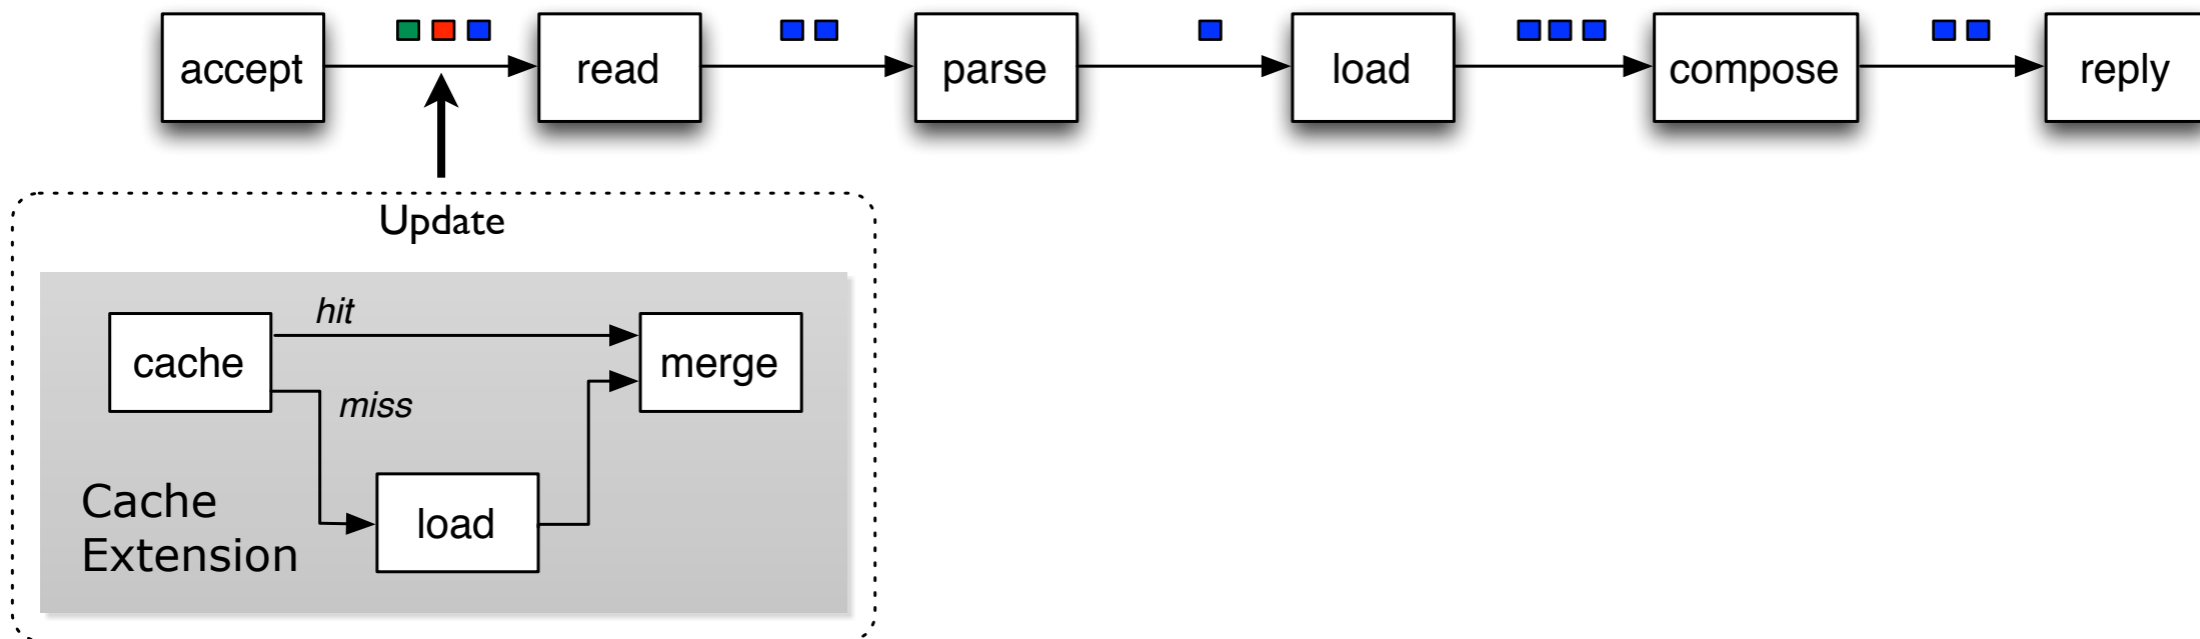 accept
read
parse
load
compose
reply
Update
hit
cache
merge
miss
load
Cache
Extension